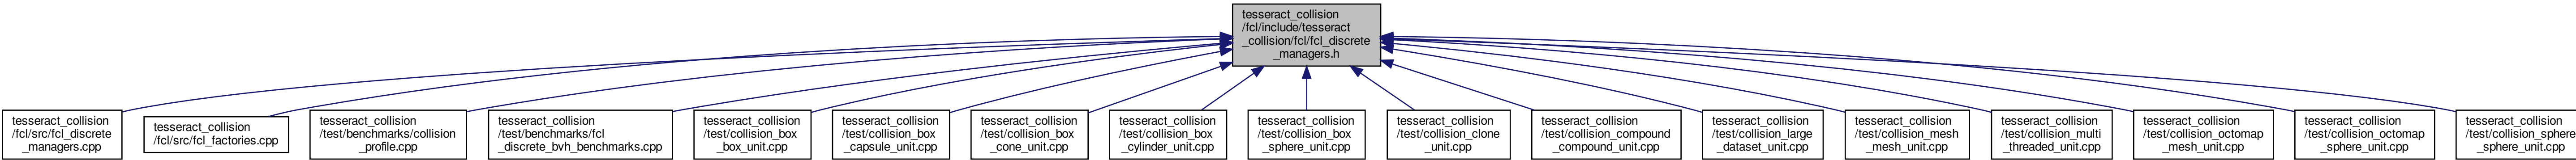 tesseract_collision
/fcl/include/tesseract
_collision/fcl/fcl_discrete
_managers.h
tesseract_collision
/fcl/src/fcl_discrete
_managers.cpp
tesseract_collision
/fcl/src/fcl_factories.cpp
tesseract_collision
/test/benchmarks/collision
_profile.cpp
tesseract_collision
/test/benchmarks/fcl
_discrete_bvh_benchmarks.cpp
tesseract_collision
/test/collision_box
_box_unit.cpp
tesseract_collision
/test/collision_box
_capsule_unit.cpp
tesseract_collision
/test/collision_box
_cone_unit.cpp
tesseract_collision
/test/collision_box
_cylinder_unit.cpp
tesseract_collision
/test/collision_box
_sphere_unit.cpp
tesseract_collision
/test/collision_clone
_unit.cpp
tesseract_collision
/test/collision_compound
_compound_unit.cpp
tesseract_collision
/test/collision_large
_dataset_unit.cpp
tesseract_collision
/test/collision_mesh
_mesh_unit.cpp
tesseract_collision
/test/collision_multi
_threaded_unit.cpp
tesseract_collision
/test/collision_octomap
_mesh_unit.cpp
tesseract_collision
/test/collision_octomap
_sphere_unit.cpp
tesseract_collision
/test/collision_sphere
_sphere_unit.cpp